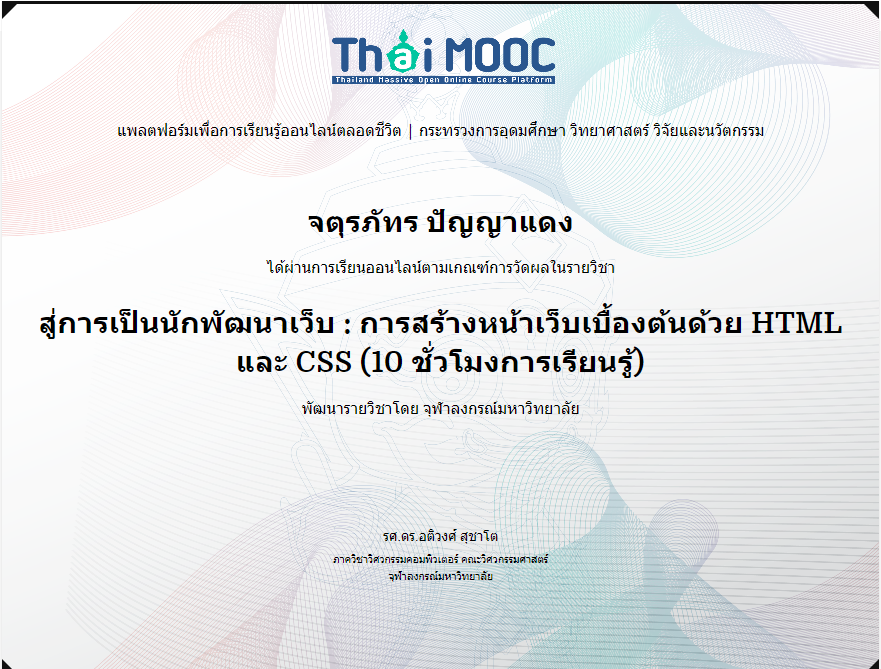 Thai MOOC
Thailand Massive Open Online Course Platform
แพลตฟอร์มเพื่อการเรียนรู้ออนไลน์ตลอดชีวิต | กระทรวงการอุดมศึกษา วิทยาศาสตร์ วิจัยและนวัตกรรม
จตุรภัทร ปัญญาแดง
ได้ผ่านการเรียนออนไลน์ตามเกณฑ์การวัดผลในรายวิชา
สู่การเป็นนักพัฒนาเว็บ : การสร้างหน้าเว็บเบื้องต้นด้วย HTML
และ CSS (10 ชั่วโมงการเรียนรู้)
พัฒนารายวิชาโดย จุฬาลงกรณ์มหาวิทยาลัย
รศ.ดร.อติวงศ์ สุชาโต
ภาควิชาวิศวกรรมคอมพิวเตอร์ คณะวิศวกรรมศาสตร์
จุฬาลงกรณ์มหาวิทยาลัย